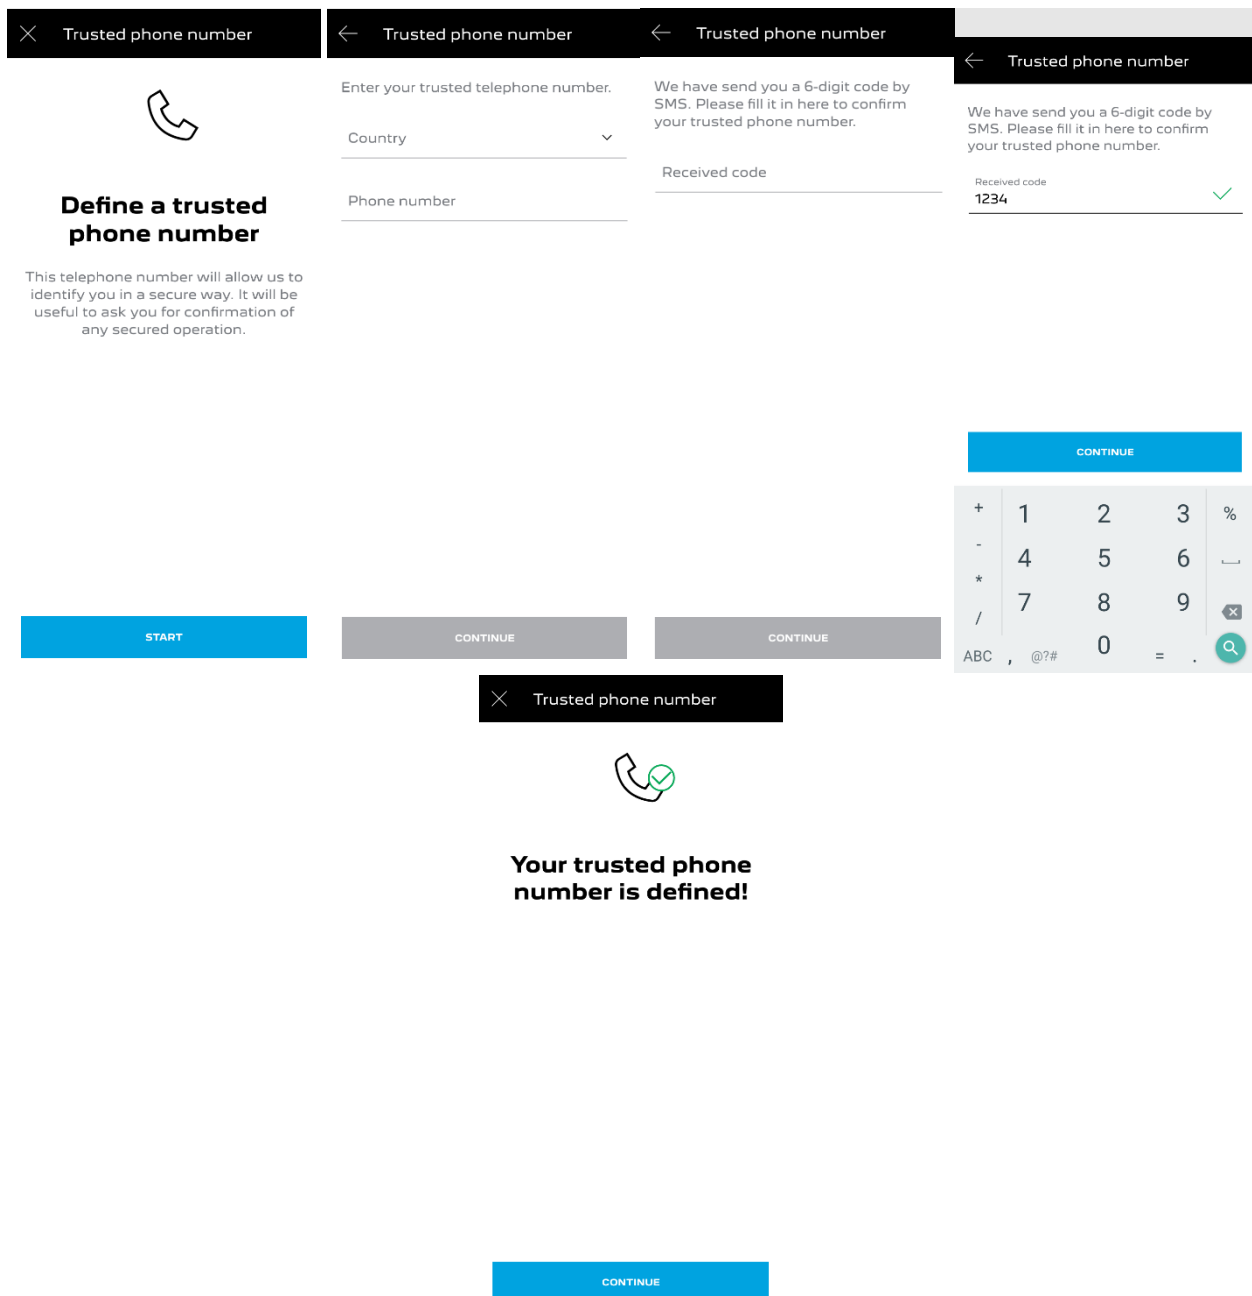 Trusted phone number
Define a trusted
phone number
This telephone number will allow us to
identify you in a secure way. It will be
useful to ask you for confirmation of
any secured operation.
START
Trusted phone number
Enter your trusted telephone number.
Country
Phone number
CONTINUE
Trusted phone number
We have send you a 6-digit code by
SMS. Please fill it in here to confirm
your trusted phone number.
Received code
CONTINUE
Trusted phone number
We have send you a 6-digit code by
SMS. Please fill it in here to confirm
your trusted phone number.
Received code
1234
CONTINUE
+ 1 2 3 %
- 4 5 6
* 7 8 9
/ 0
ABC , @?# = .
Trusted phone number
Your trusted phone
number is defined!
CONTINUE